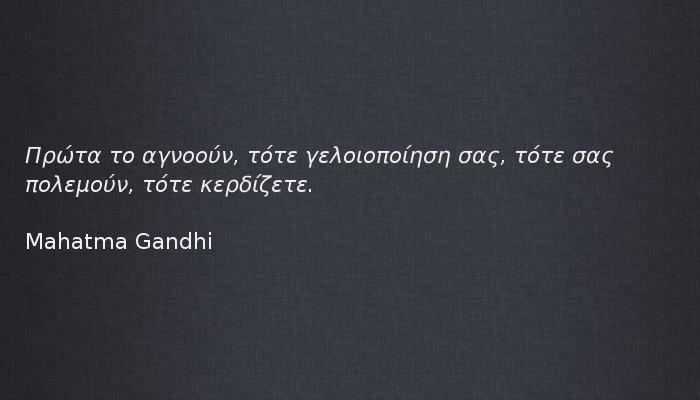 Πρώτα το αγνοούν, τότε γελοιοποίηση σας, τότε σας
πολεμούν, τότε κερδίζετε.
Mahatma Gandhi